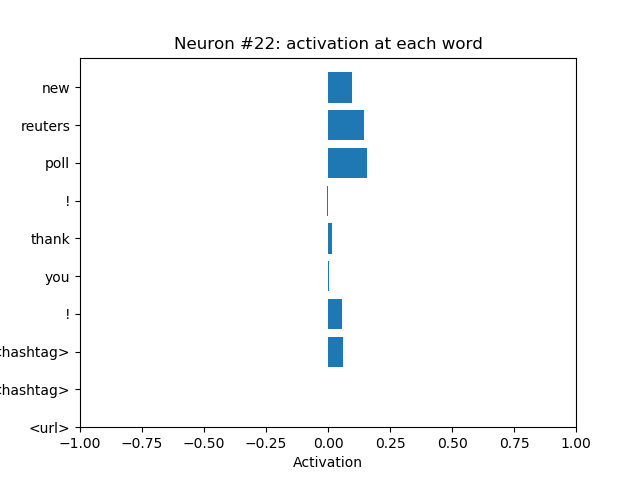 Neuron #22: activation at each word
new
reuters
poll
!
thank
you
!
hashtag>
hashtag>
<url>
−1.00 −0.75 −0.50 −0.25 0.00 0.25 0.50 0.75 1.00
Activation